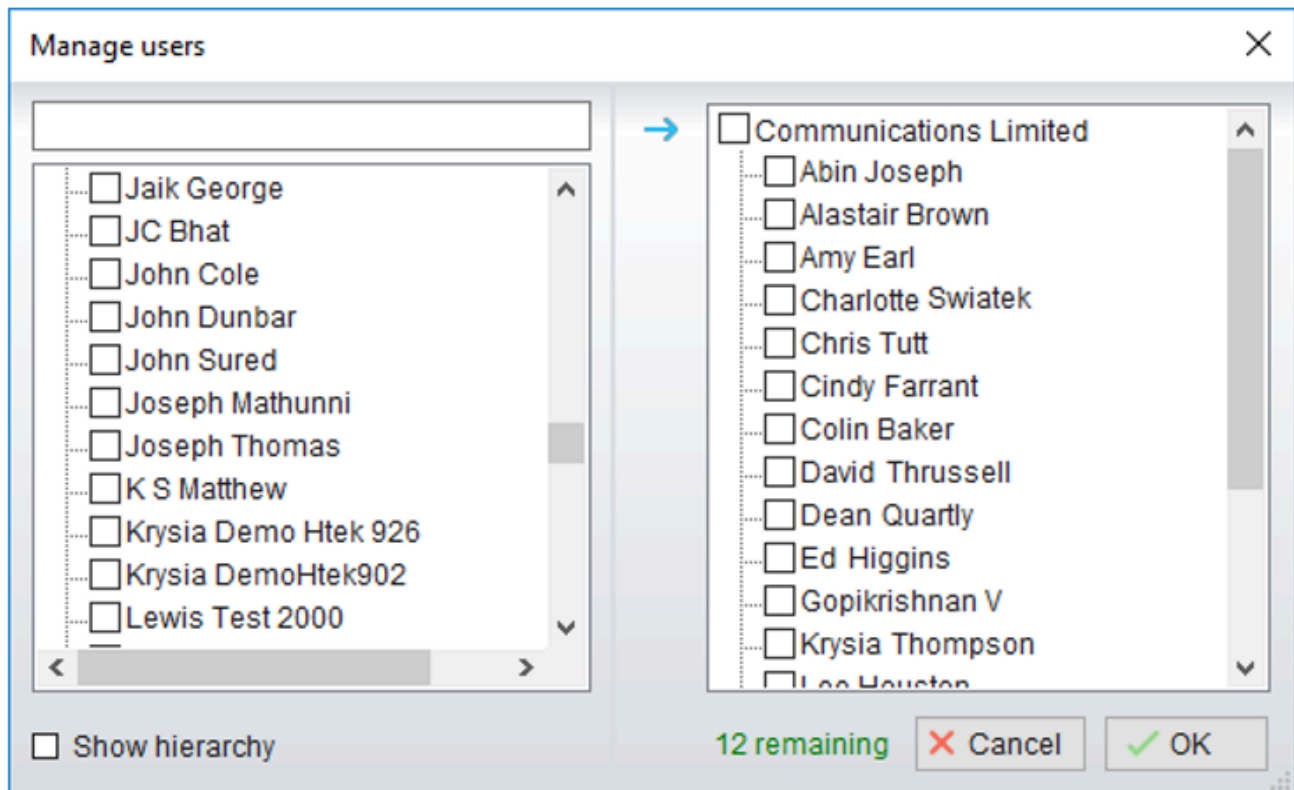 Manage users
Jaik George
JC Bhat
John Cole
John Dunbar
John Sured
Joseph Mathunni
Joseph Thomas
K S Matthew
Krysia Demo Htek 926
Krysia DemoHtek902
Lewis Test 2000
Show hierarchy
Communications Limited
Abin Joseph
Alastair Brown
Amy Earl
Charlotte Swiatek
Chris Tutt
Cindy Farrant
Colin Baker
David Thrussell
Dean Quartly
Ed Higgins
Gopikrishnan V
Krysia Thompson
12 remaining
Cancel
OK